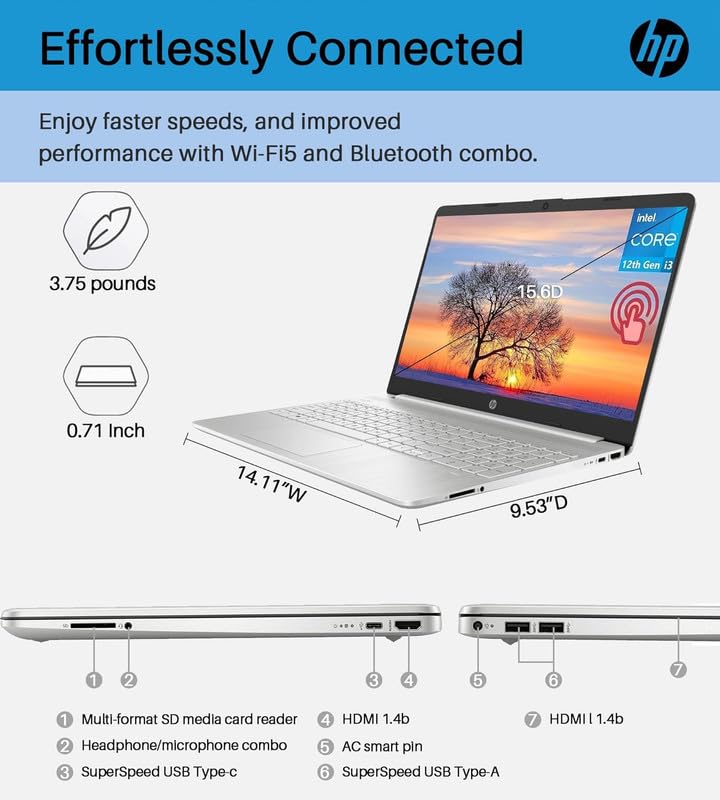 Effortlessly Connected
hp
Enjoy faster speeds, and improved
performance with Wi-Fi5 and Bluetooth combo.
3.75 pounds
0.71 Inch
intel
CORE
12th Gen i3
15.6D
hp
14.11”W
9.53”D
1
2
3
4
5
6
7
1 Multi-format SD media card reader
2 Headphone/microphone combo
3 SuperSpeed USB Type-c
4 HDMI 1.4b
5 AC smart pin
6 SuperSpeed USB Type-A
7 HDMI l 1.4b